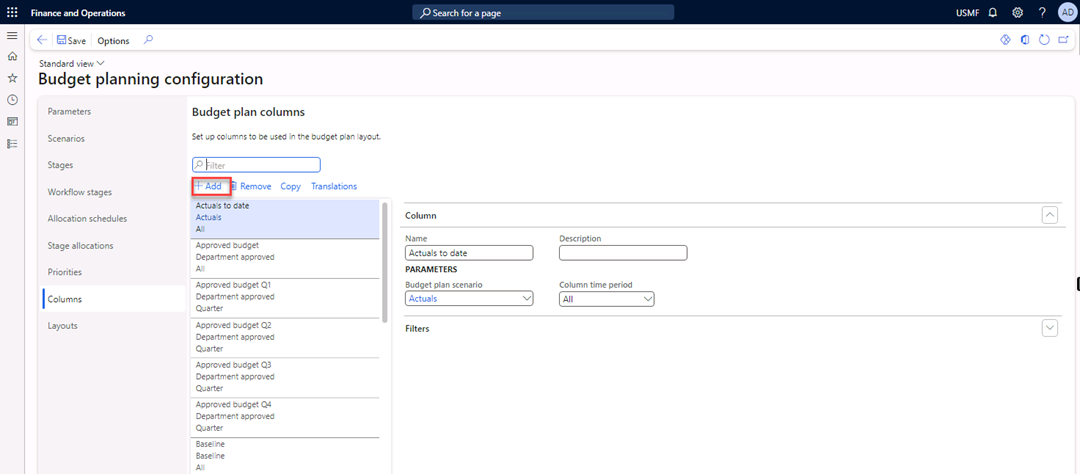 Finance and Operations
Search for a page
USMF
?
AD
Save
Options
Standard view
Budget planning configuration
Parameters
Scenarios
Stages
Workflow stages
Allocation schedules
Stage allocations
Priorities
Columns
Layouts
Budget plan columns
Set up columns to be used in the budget plan layout.
Filter
+ Add
Remove
Copy
Translations
Actuals to date
Actuals
All
Approved budget
Department approved
All
Approved budget Q1
Department approved
Quarter
Approved budget Q2
Department approved
Quarter
Approved budget Q3
Department approved
Quarter
Approved budget Q4
Department approved
Quarter
Baseline
Baseline
All
Column
Name
Description
Actuals to date
PARAMETERS
Budget plan scenario
Column time period
Actuals
All
Filters